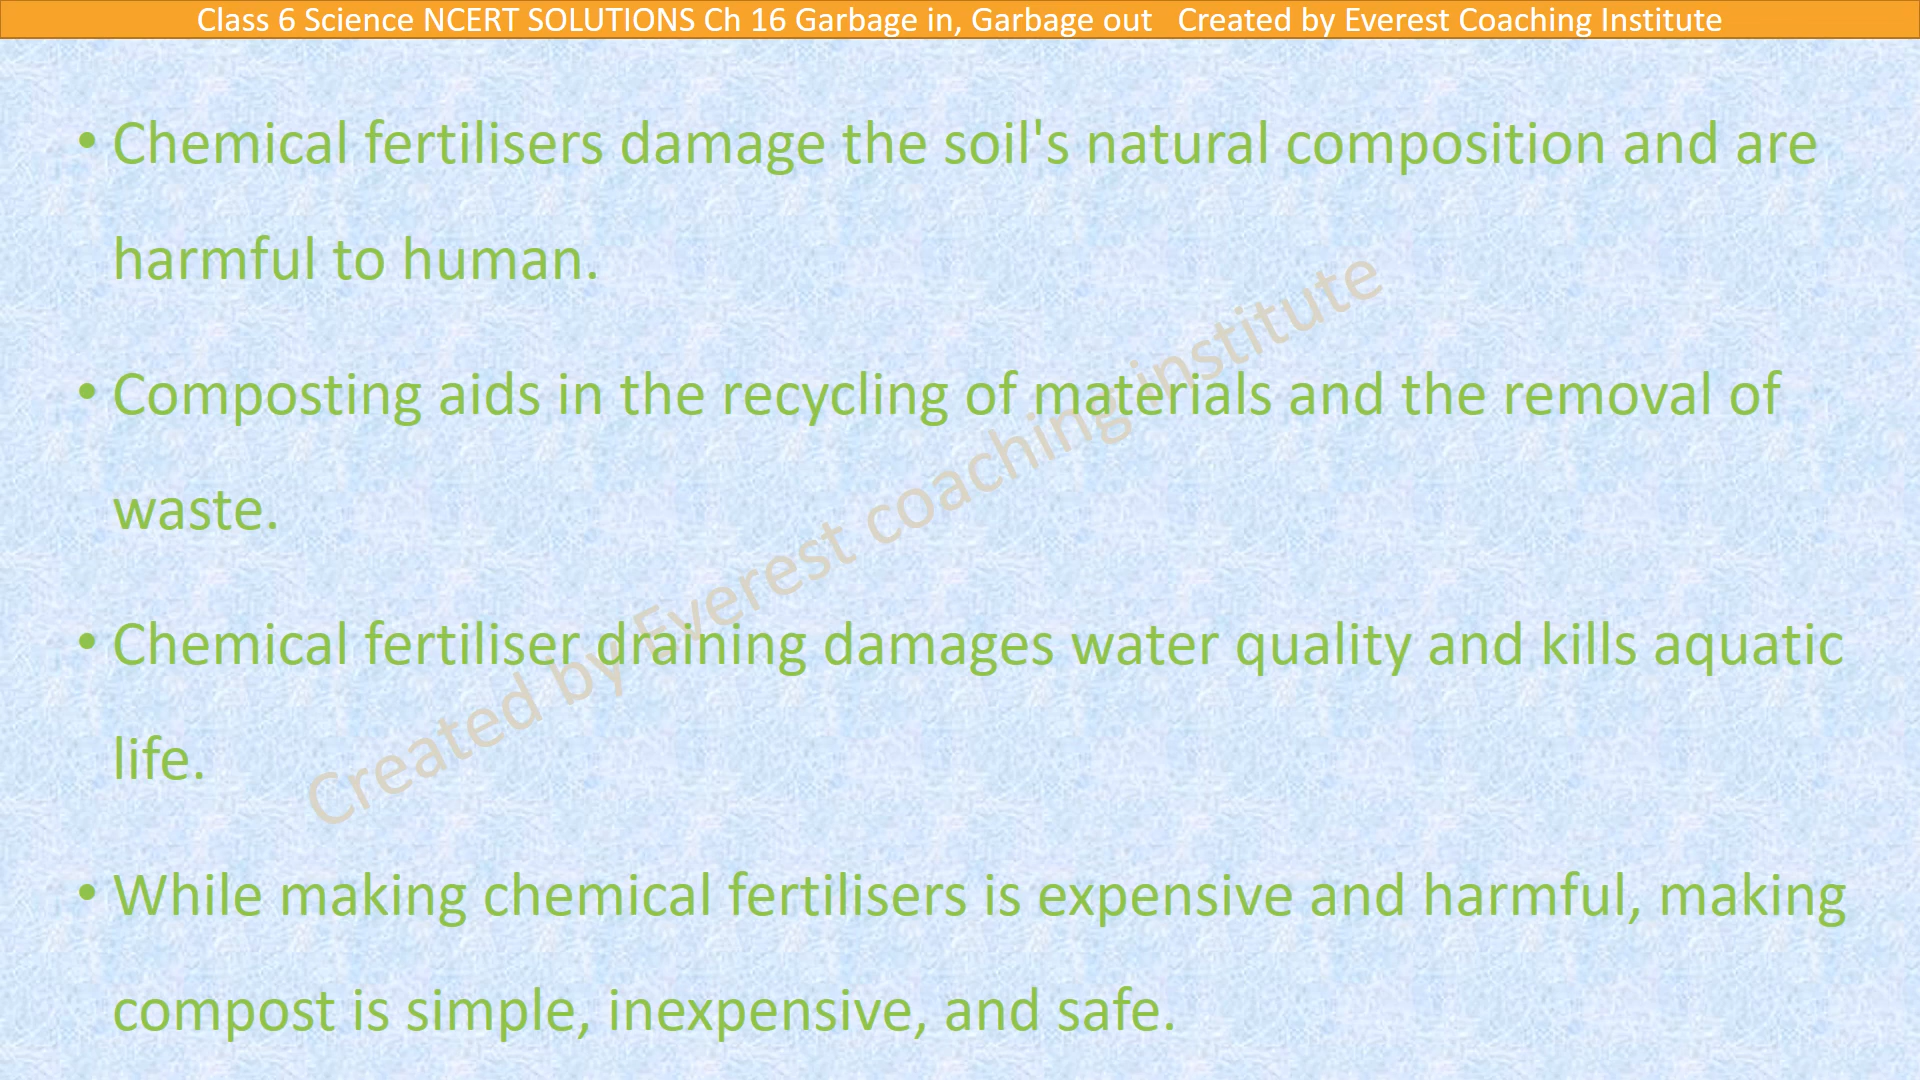 Class 6 Science NCERT SOLUTIONS Ch 16 Garbage in, Garbage out Created by Everest Coaching Institute
• Chemical fertilisers damage the soil's natural composition and are
harmful to human.
• Composting aids in the recycling of materials and the removal of
waste.
• Chemical fertiliser draining damages water quality and kills aquatic
life.
• While making chemical fertilisers is expensive and harmful, making
compost is simple, inexpensive, and safe.
Created by Everest coaching institute